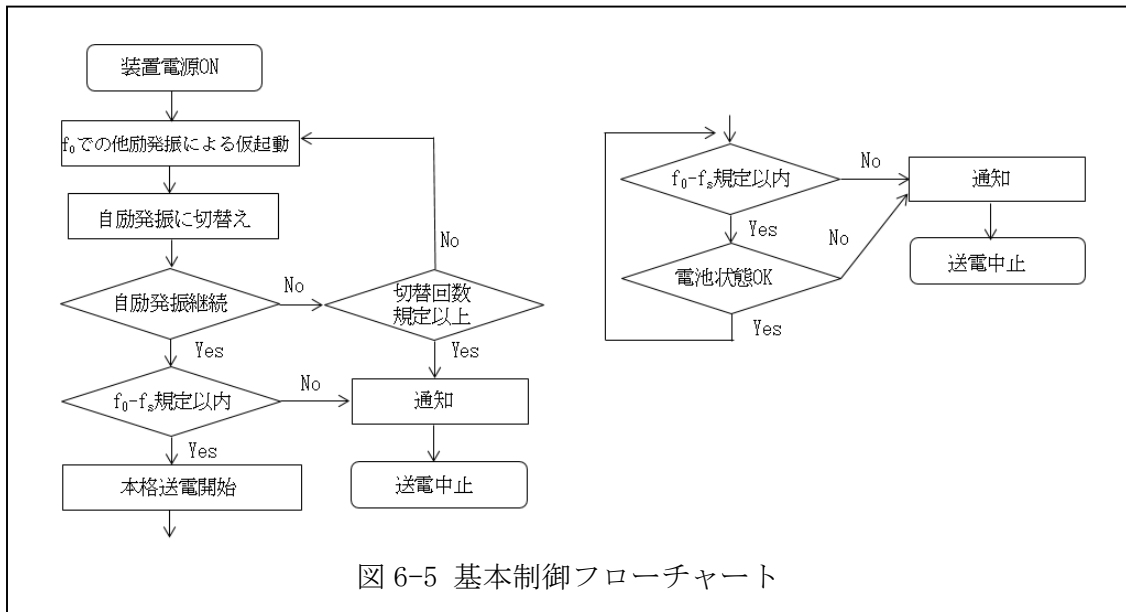 装置電源ON
f₀での他励発振による仮起動
自励発振に切替え
自励発振継続
No
切替回数
規定以上
No
Yes
Yes
f₀-fₛ規定以内
No
通知
Yes
本格送電開始
送電中止
f₀-fₛ規定以内
No
通知
Yes
No
電池状態OK
送電中止
Yes
図 6-5 基本制御フローチャート